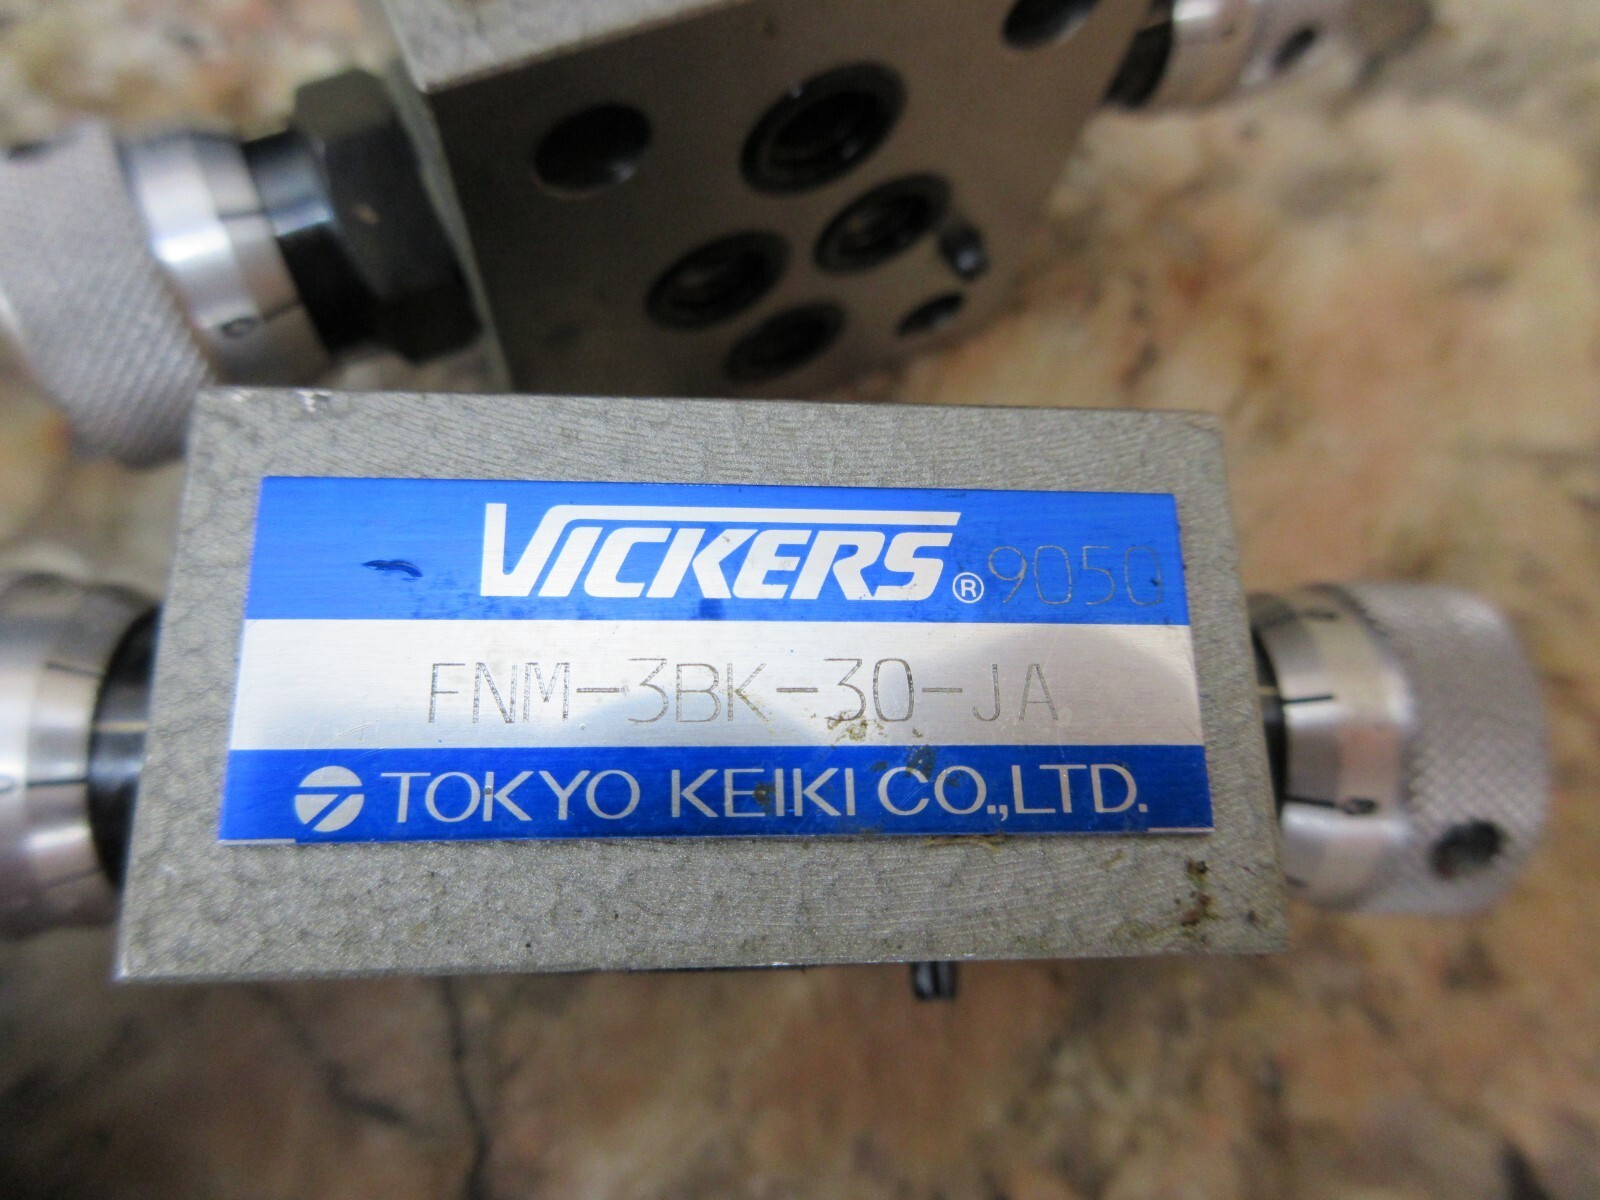 VICKERS® 9050
FNM-3BK-30-JA
TOKYO KEIKI CO.,LTD.